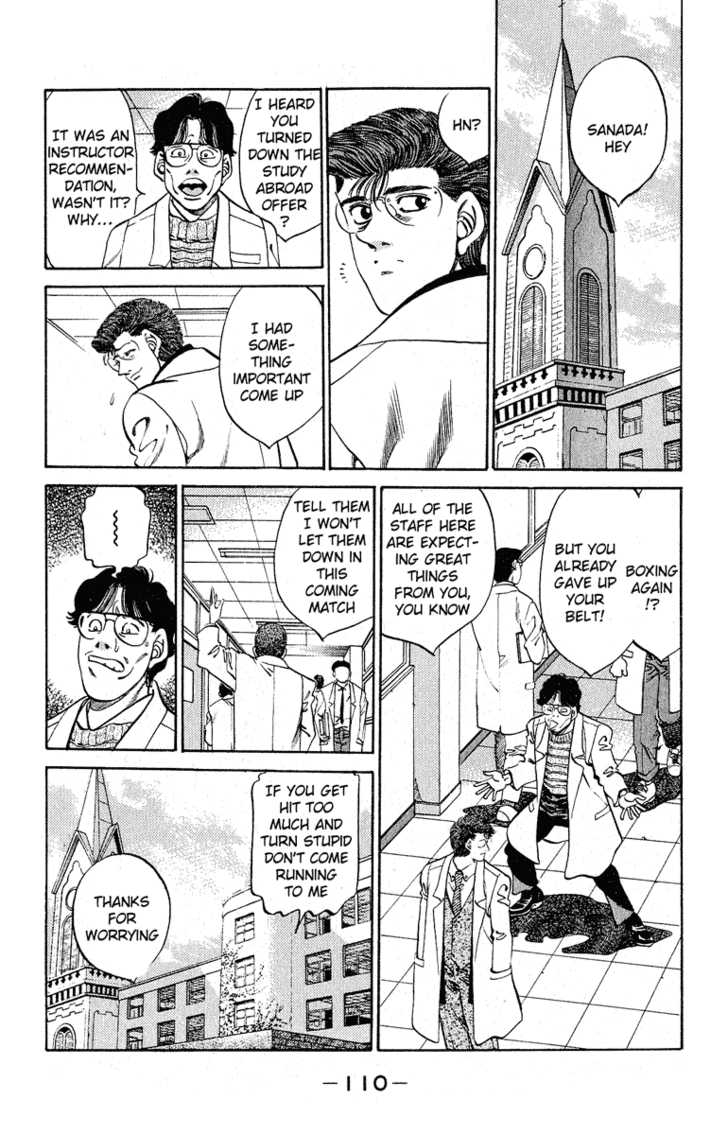 SANADA!
HEY
HN?
I HEARD
YOU
TURNED
DOWN THE
STUDY
ABROAD
OFFER
?
IT WAS AN
INSTRUCTOR
RECOMMEN-
DATION,
WASN'T IT?
WHY...
I HAD
SOME-
THING
IMPORTANT
COME UP
BOXING
AGAIN
!?
BUT YOU
ALREADY
GAVE UP
YOUR
BELT!
ALL OF THE
STAFF HERE
ARE EXPECT-
ING GREAT
THINGS
FROM YOU,
YOU KNOW
TELL THEM
I WON'T
LET THEM
DOWN IN
THIS
COMING
MATCH
IF YOU GET
HIT TOO
MUCH AND
TURN STUPID
DON'T COME
RUNNING
TO ME
THANKS
FOR
WORRYING
-110-